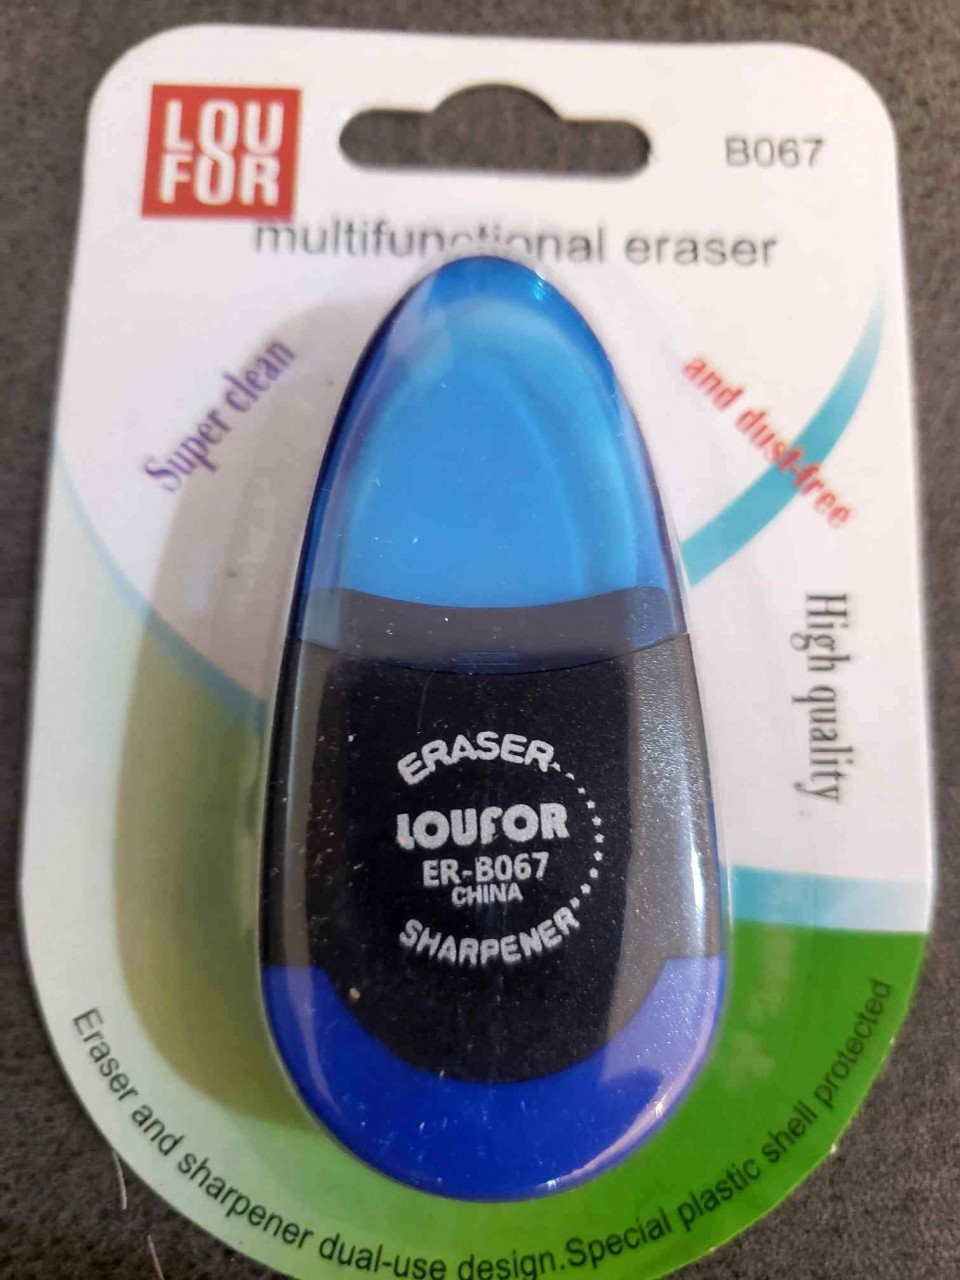 LOU
FOR
B067
multifunctional eraser
Super clean
and dust-free
High quality
ERASER
LOUFOR
ER-B067
CHINA
SHARPENER
Eraser and sharpener dual-use design.Special plastic shell protected